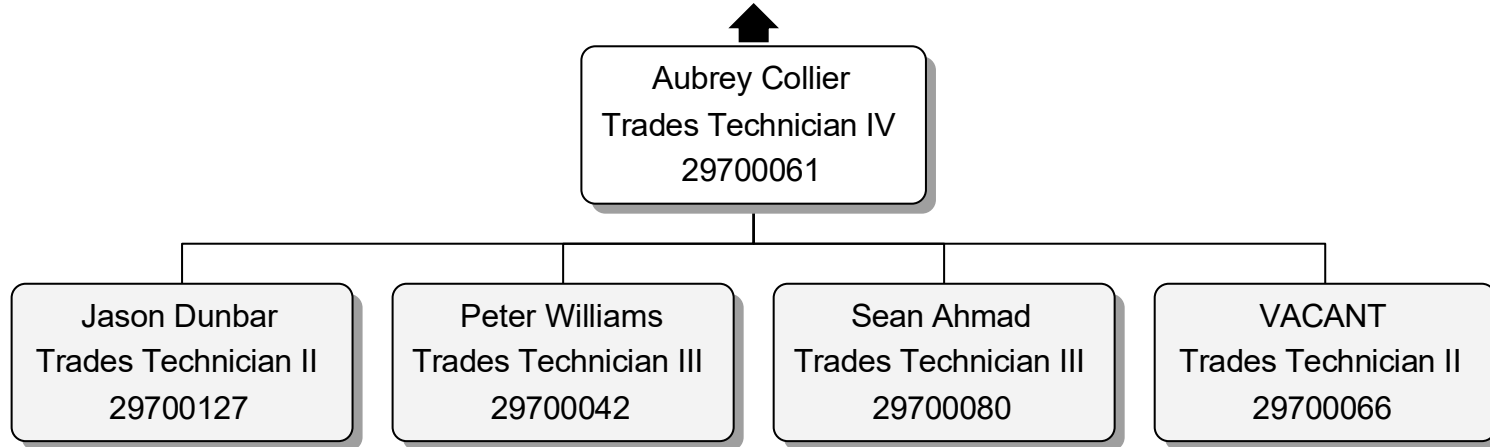 Aubrey Collier
Trades Technician IV
29700061
Jason Dunbar
Trades Technician II
29700127
Peter Williams
Trades Technician III
29700042
Sean Ahmad
Trades Technician III
29700080
VACANT
Trades Technician II
29700066